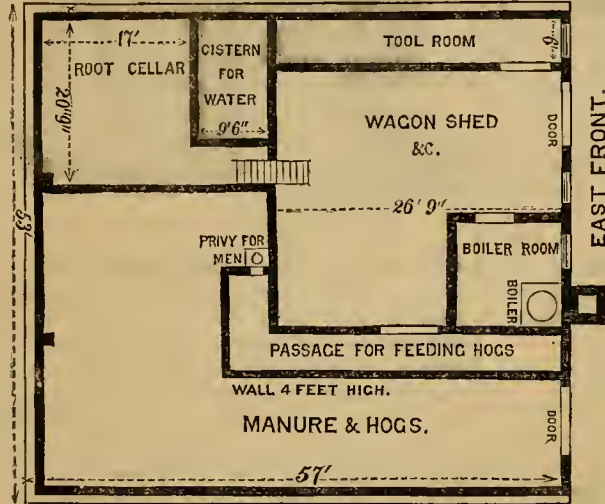 17'
ROOT CELLAR
20'9"
CISTERN
FOR
WATER
9'6"
TOOL ROOM
WAGON SHED
&C.
DOOR
EAST FRONT.
26' 9"
53'
PRIVY FOR
MEN
BOILER ROOM
BOILER
PASSAGE FOR FEEDING HOGS
WALL 4 FEET HIGH.
MANURE & HOGS.
DOOR
57'